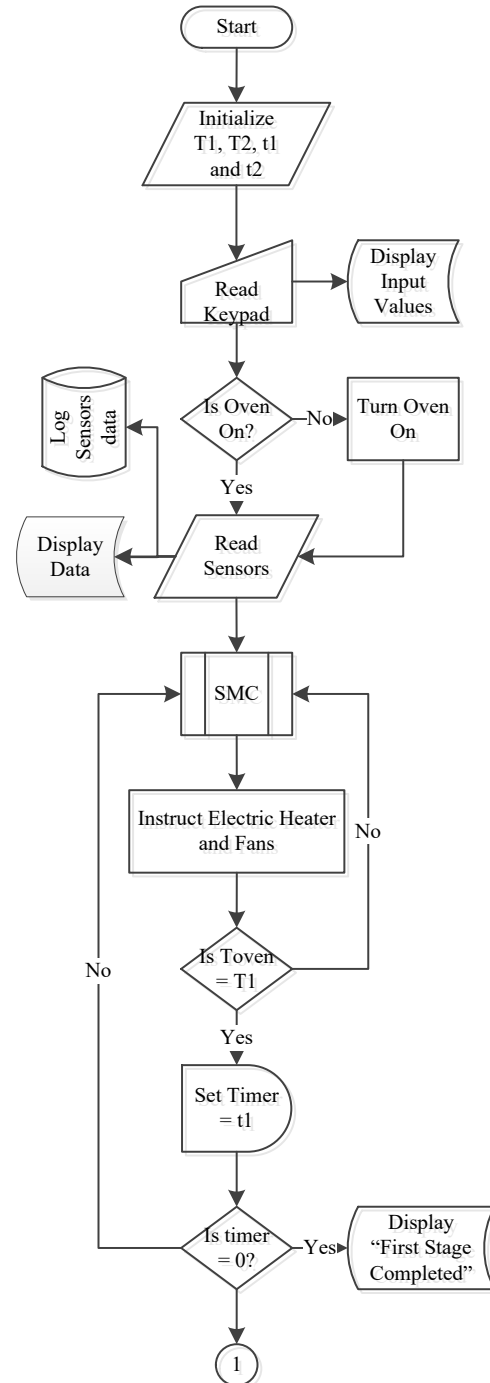 Start
Initialize
T1, T2, t1
and t2
Read
Keypad
Display
Input
Values
Is Oven
On?
No
Turn Oven
On
Log
Sensors
data
Yes
Display
Data
Read
Sensors
SMC
Instruct Electric Heater
and Fans
No
Is Toven
= T1
No
Yes
Set Timer
= t1
Is timer
= 0?
Yes
Display
“First Stage
Completed”
1